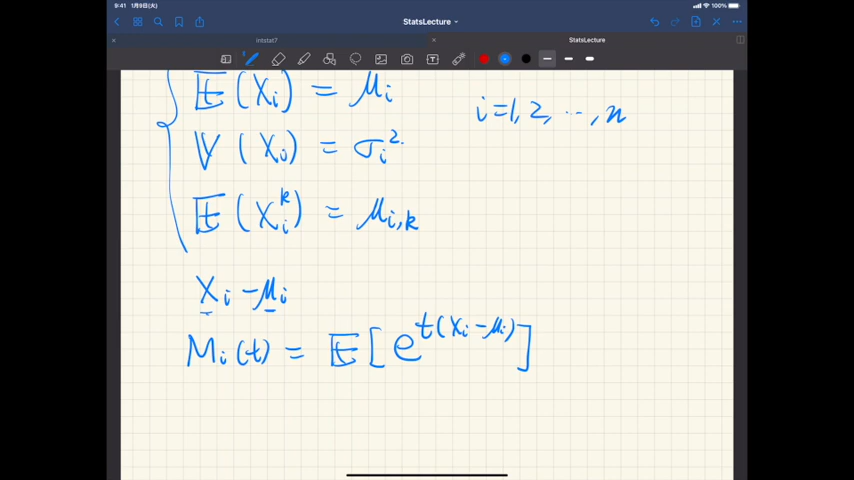 9:41 1月9日(火)
100%
StatsLecture
intstat7
StatsLecture
𝔼(Xᵢ) = μᵢ
i=1,2,⋯,n
𝕍(Xᵢ) = σᵢ².
𝔼(Xᵢᵏ) = μᵢ,ₖ
Xᵢ − μᵢ
Mᵢ(t) = 𝔼[e^{t(Xᵢ−μᵢ)}]